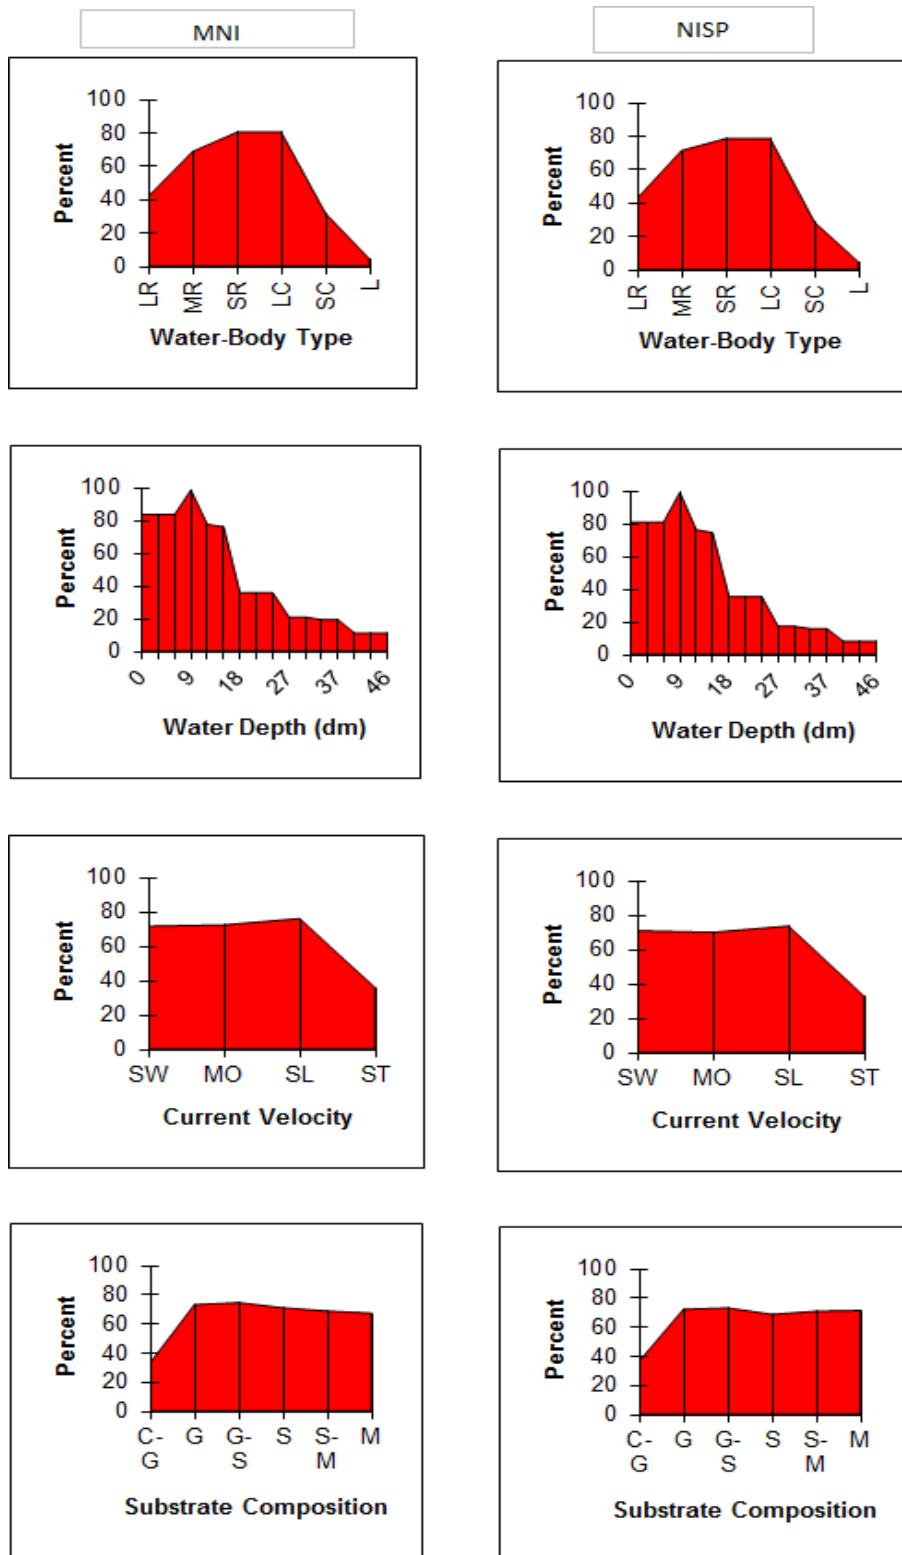 MNI
NISP
100
80
60
40
20
0
Percent
LR MR SR LC SC L
Water-Body Type
100
80
60
40
20
0
Percent
LR MR SR LC SC L
Water-Body Type
100
80
60
40
20
0
Percent
0 9 18 27 37 46
Water Depth (dm)
100
80
60
40
20
0
Percent
0 9 18 27 37 46
Water Depth (dm)
100
80
60
40
20
0
Percent
SW MO SL ST
Current Velocity
100
80
60
40
20
0
Percent
SW MO SL ST
Current Velocity
100
80
60
40
20
0
Percent
C- G G- S S- M
G S M
Substrate Composition
100
80
60
40
20
0
Percent
C- G G- S S- M
G S M
Substrate Composition